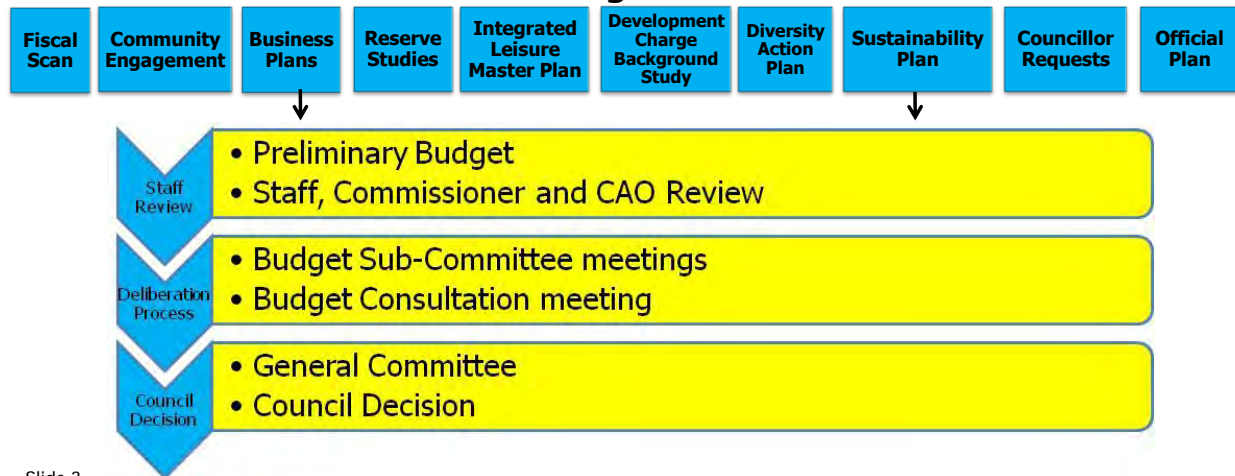 Fiscal
Scan
Community
Engagement
Business
Plans
Reserve
Studies
Integrated
Leisure
Master Plan
Development
Charge
Background
Study
Diversity
Action
Plan
Sustainability
Plan
Councillor
Requests
Official
Plan
Staff
Review
• Preliminary Budget
• Staff, Commissioner and CAO Review
Deliberation
Process
• Budget Sub-Committee meetings
• Budget Consultation meeting
Council
Decision
• General Committee
• Council Decision